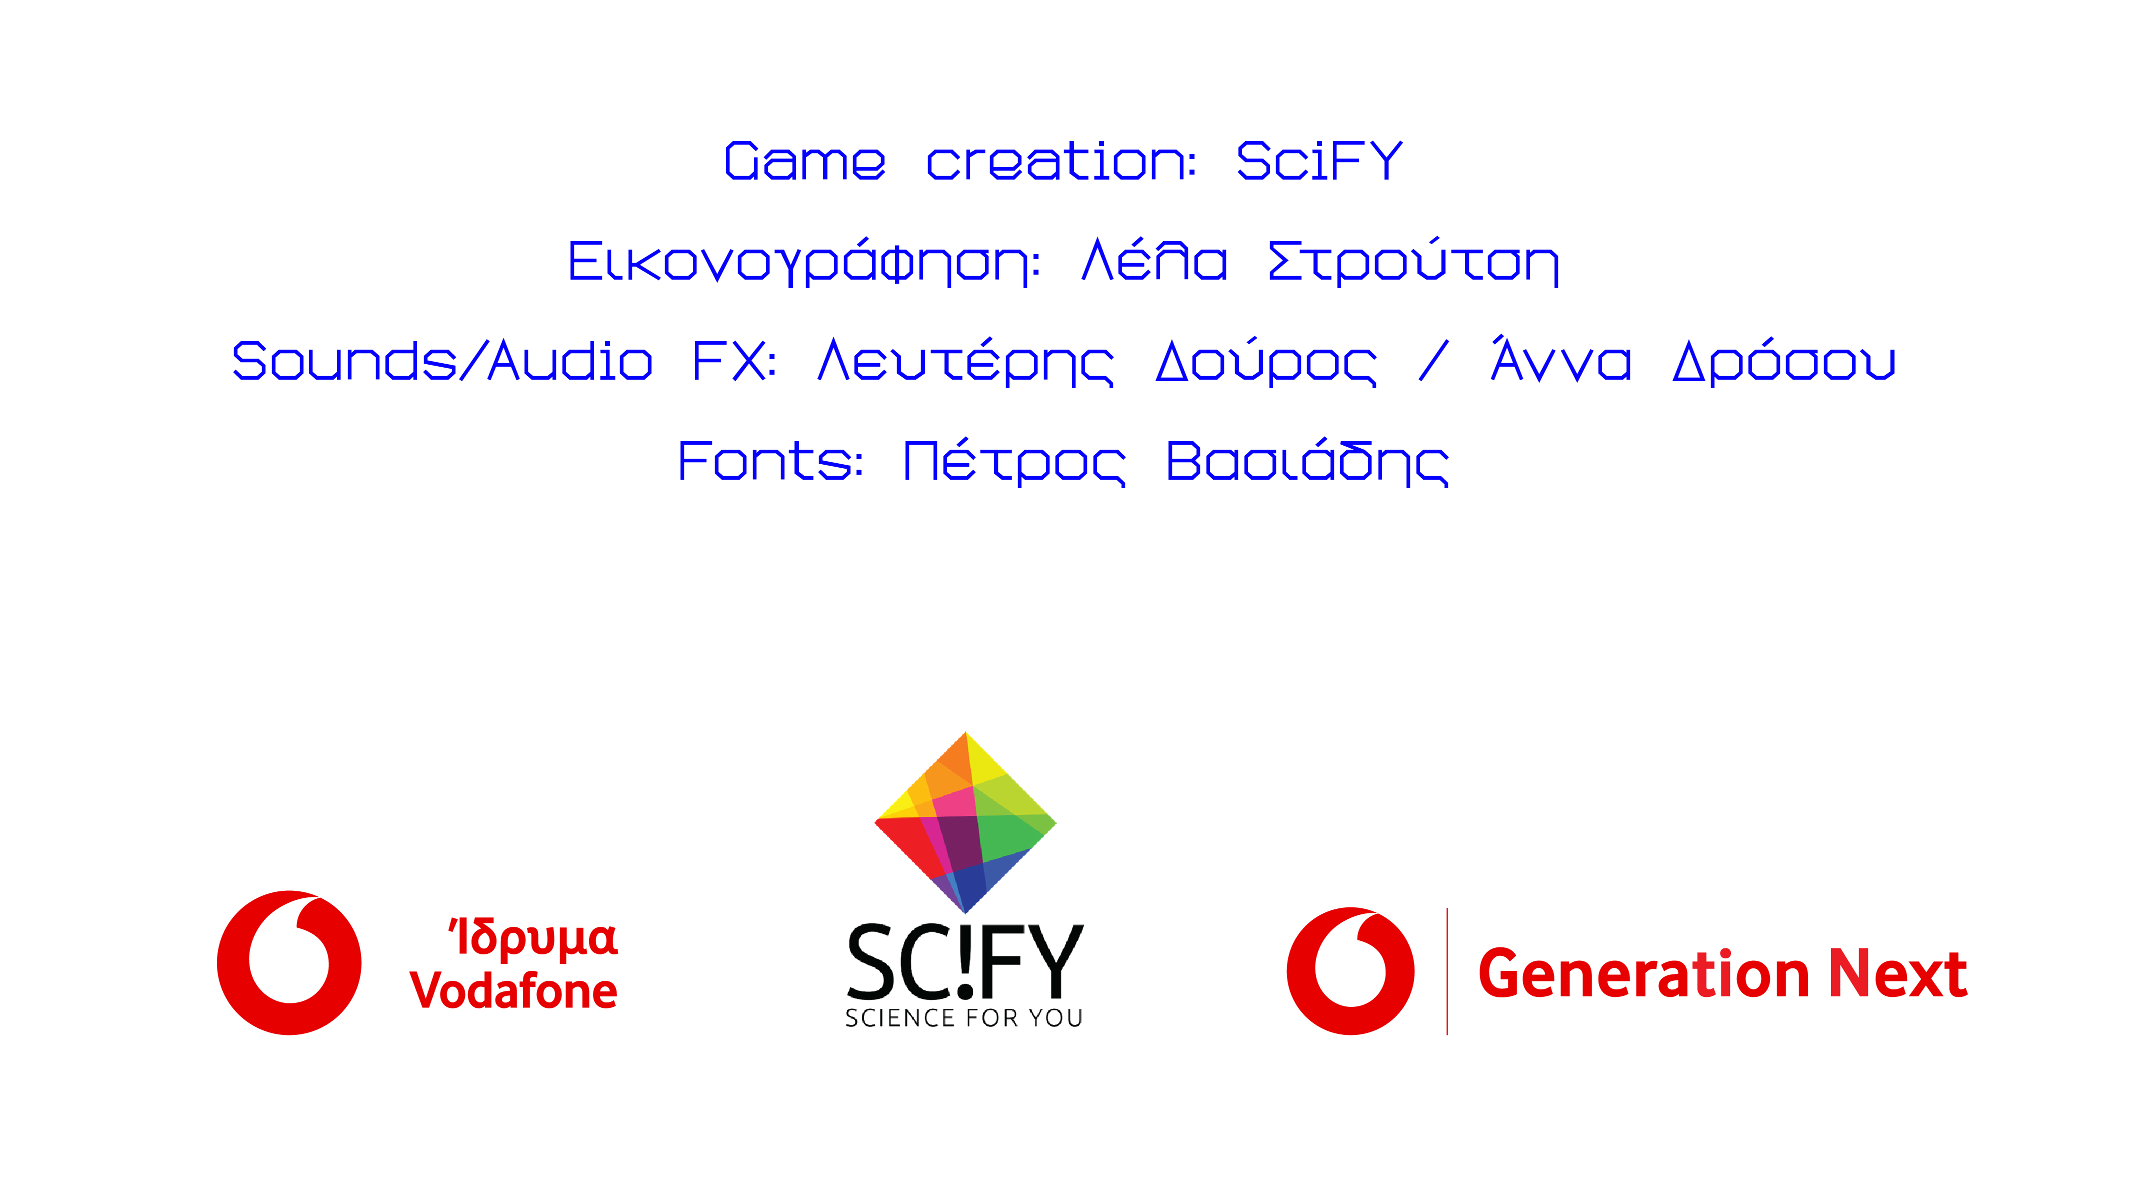 Game creation: SciFY
Εικονογράφηση: Λέλα Στρούτση
Sounds/Audio FX: Λευτέρης Δούρος / Άννα Δρόσου
Fonts: Πέτρος Βασιάδης
Ίδρυμα
Vodafone
SC!FY
SCIENCE FOR YOU
Generation Next